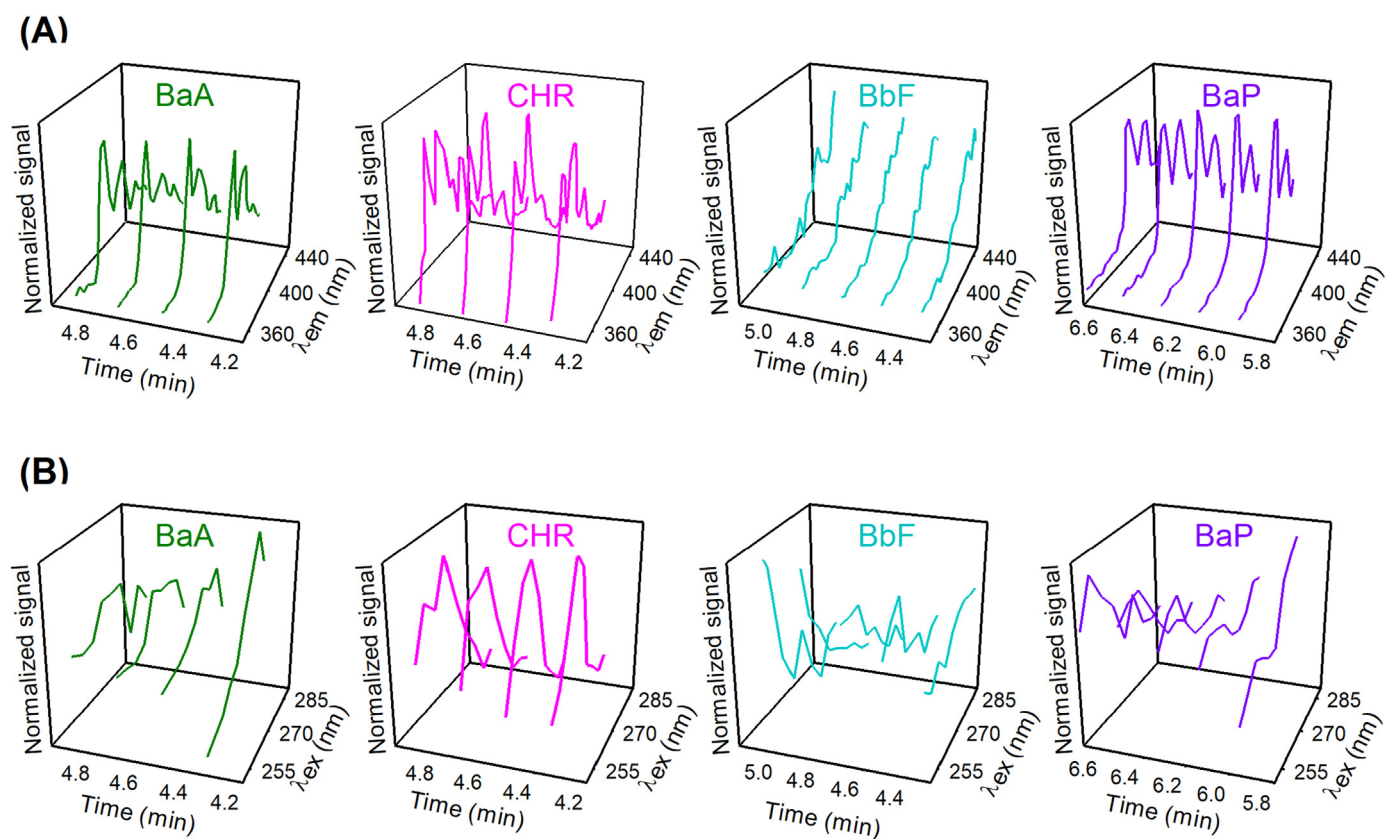 (A)
BaA
Normalized signal
4.8
4.6
4.4
4.2
Time (min)
360
400
440
λem (nm)
CHR
Normalized signal
4.8
4.6
4.4
4.2
Time (min)
360
400
440
λem (nm)
BbF
Normalized signal
5.0
4.8
4.6
4.4
Time (min)
360
400
440
λem (nm)
BaP
Normalized signal
6.6
6.4
6.2
6.0
5.8
Time (min)
360
400
440
λem (nm)
(B)
BaA
Normalized signal
4.8
4.6
4.4
4.2
Time (min)
255
270
285
λex (nm)
CHR
Normalized signal
4.8
4.6
4.4
4.2
Time (min)
255
270
285
λex (nm)
BbF
Normalized signal
5.0
4.8
4.6
4.4
Time (min)
255
270
285
λex (nm)
BaP
Normalized signal
6.6
6.4
6.2
6.0
5.8
Time (min)
255
270
285
λex (nm)